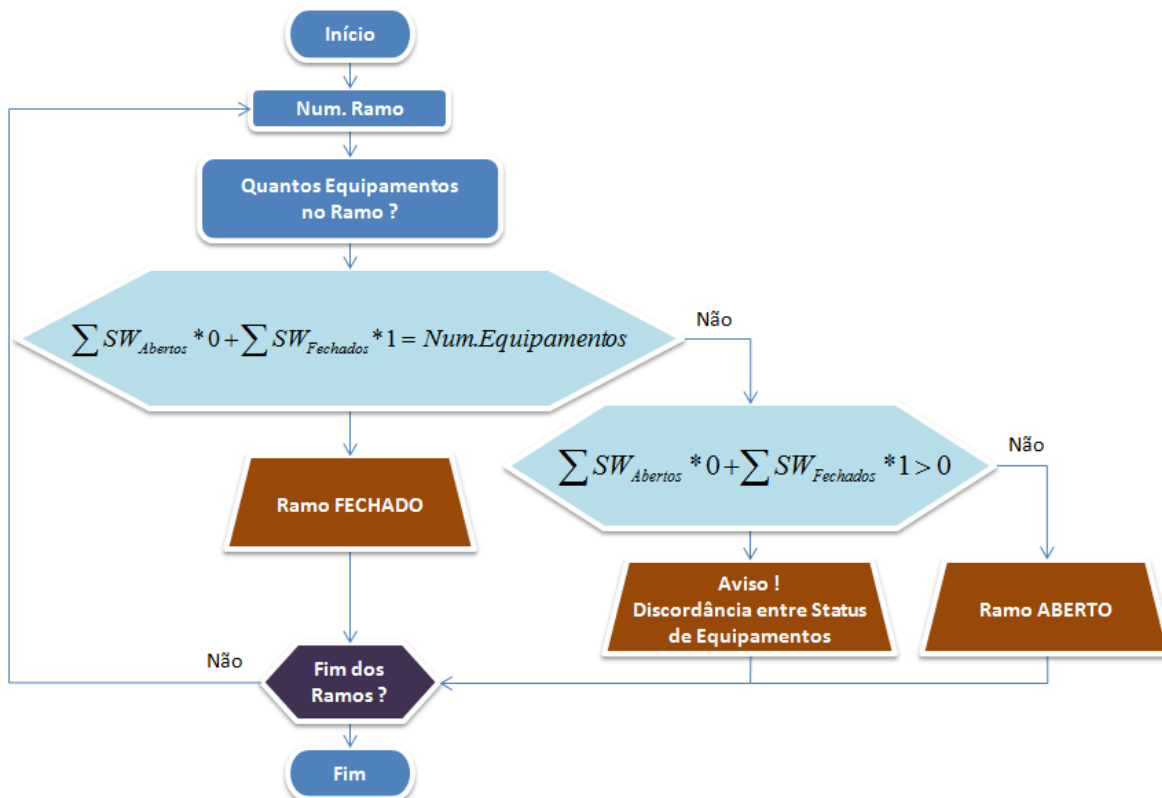 Início
Num. Ramo
Quantos Equipamentos
no Ramo ?
∑ SW_Abertos *0 + ∑ SW_Fechados *1 = Num.Equipamentos
Não
∑ SW_Abertos *0 + ∑ SW_Fechados *1 > 0
Não
Ramo FECHADO
Aviso !
Discordância entre Status
de Equipamentos
Ramo ABERTO
Não
Fim dos
Ramos ?
Fim